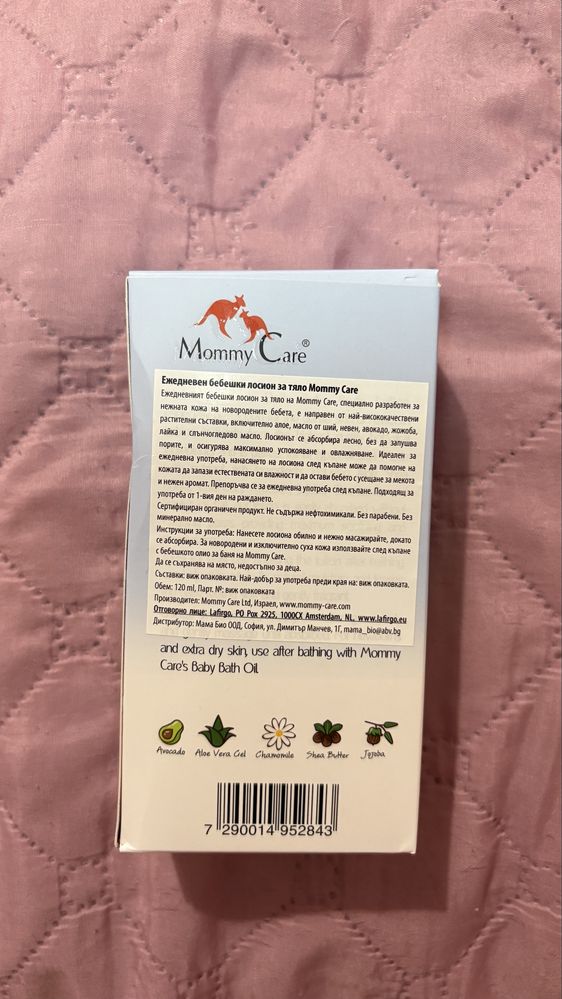 Mommy Care®
Ежедневен бебешки лосион за тяло Mommy Care
Ежедневният бебешки лосион за тяло на Mommy Care, специално разработен за
нежната кожа на новородените бебета, е направен от най-висококачествени
растителни съставки, включително алое, масло от ший, невен, авокадо, жожоба,
лайка и слънчогледово масло. Лосионът се абсорбира лесно, без да запушва
порите, и осигурява максимално успокояване и овлажняване. Идеален за
ежедневна употреба, нанасянето на лосиона след къпане може да помогне на
кожата да запази естествената си влажност и да остави бебето с усещане за мекота
и нежен аромат. Препоръчва се за ежедневна употреба след къпане. Подходящ за
употреба от 1-вия ден на раждането.
Сертифициран органичен продукт. Не съдържа нефтохимикали. Без парабени. Без
минерално масло.
Инструкции за употреба: Нанесете лосиона обилно и нежно масажирайте, докато
се абсорбира. За новородени и изключително суха кожа използвайте след къпане
с бебешкото олио за баня на Mommy Care.
Да се съхранява на място, недостъпно за деца.
Съставки: виж опаковката. Най-добър за употреба преди края на: виж опаковката.
Обем: 120 ml, Парт. №: виж опаковката
Производител: Mommy Care Ltd, Израел, www.mommy-care.com
Отговорно лице: Lafirgo, PO Pox 2925, 1000CX Amsterdam, NL, www.lafirgo.eu
Дистрибутор: Мама Био ООД, София, ул. Димитър Манчев, 1Г, mama_bio@abv.bg
and extra dry skin, use after bathing with Mommy
Care's Baby Bath Oil.
Avocado Aloe Vera Gel Chamomile Shea Butter Jojoba
7 290014 952843